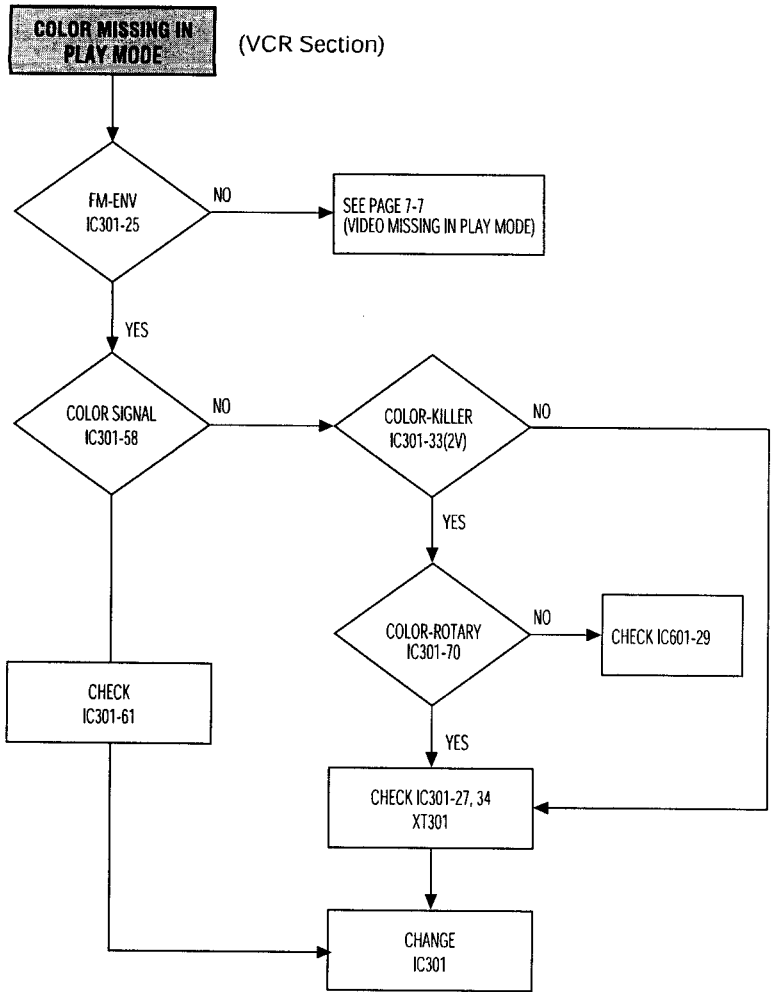 COLOR MISSING IN
PLAY MODE
(VCR Section)
FM-ENV
IC301-25
NO
SEE PAGE 7-7
(VIDEO MISSING IN PLAY MODE)
YES
COLOR SIGNAL
IC301-58
NO
COLOR-KILLER
IC301-33(2V)
NO
YES
COLOR-ROTARY
IC301-70
NO
CHECK IC601-29
CHECK
IC301-61
YES
CHECK IC301-27, 34
XT301
CHANGE
IC301